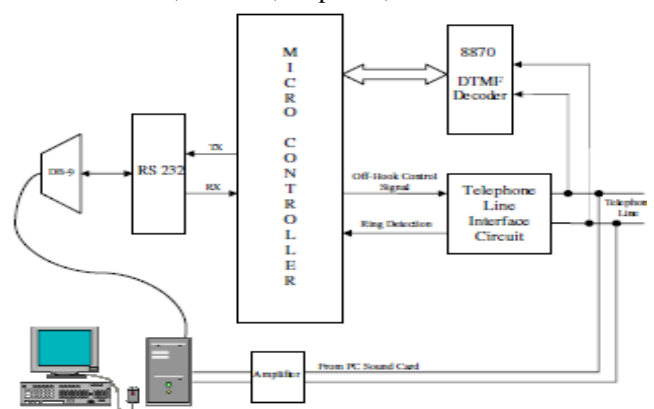 MICRO CONTROLLER
8870
DTMF
Decoder
DB-9
RS 232
TX
RX
Off-Hook Control
Signal
Ring Detection
Telephone
Line
Interface
Circuit
Telephone
Line
Amplifier
From PC Sound Card